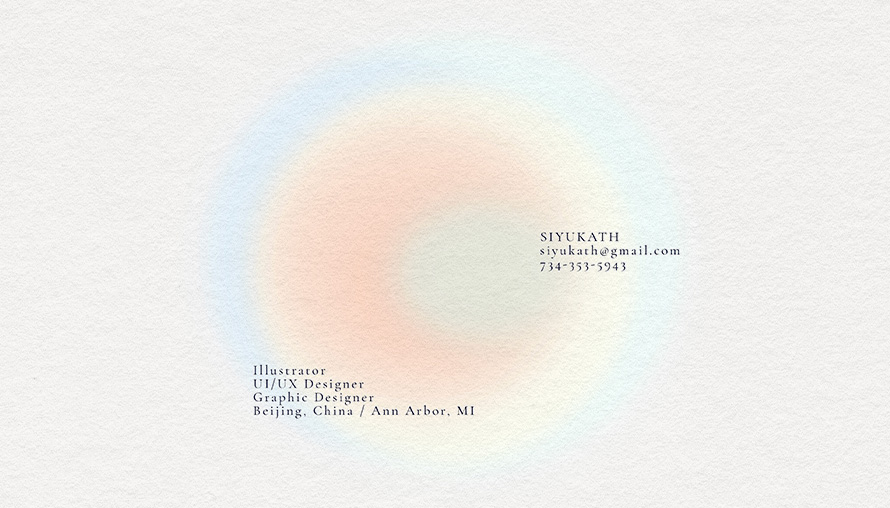 SIYUKATH
siyukath@gmail.com
734-353-5943
Illustrator
UI/UX Designer
Graphic Designer
Beijing, China / Ann Arbor, MI